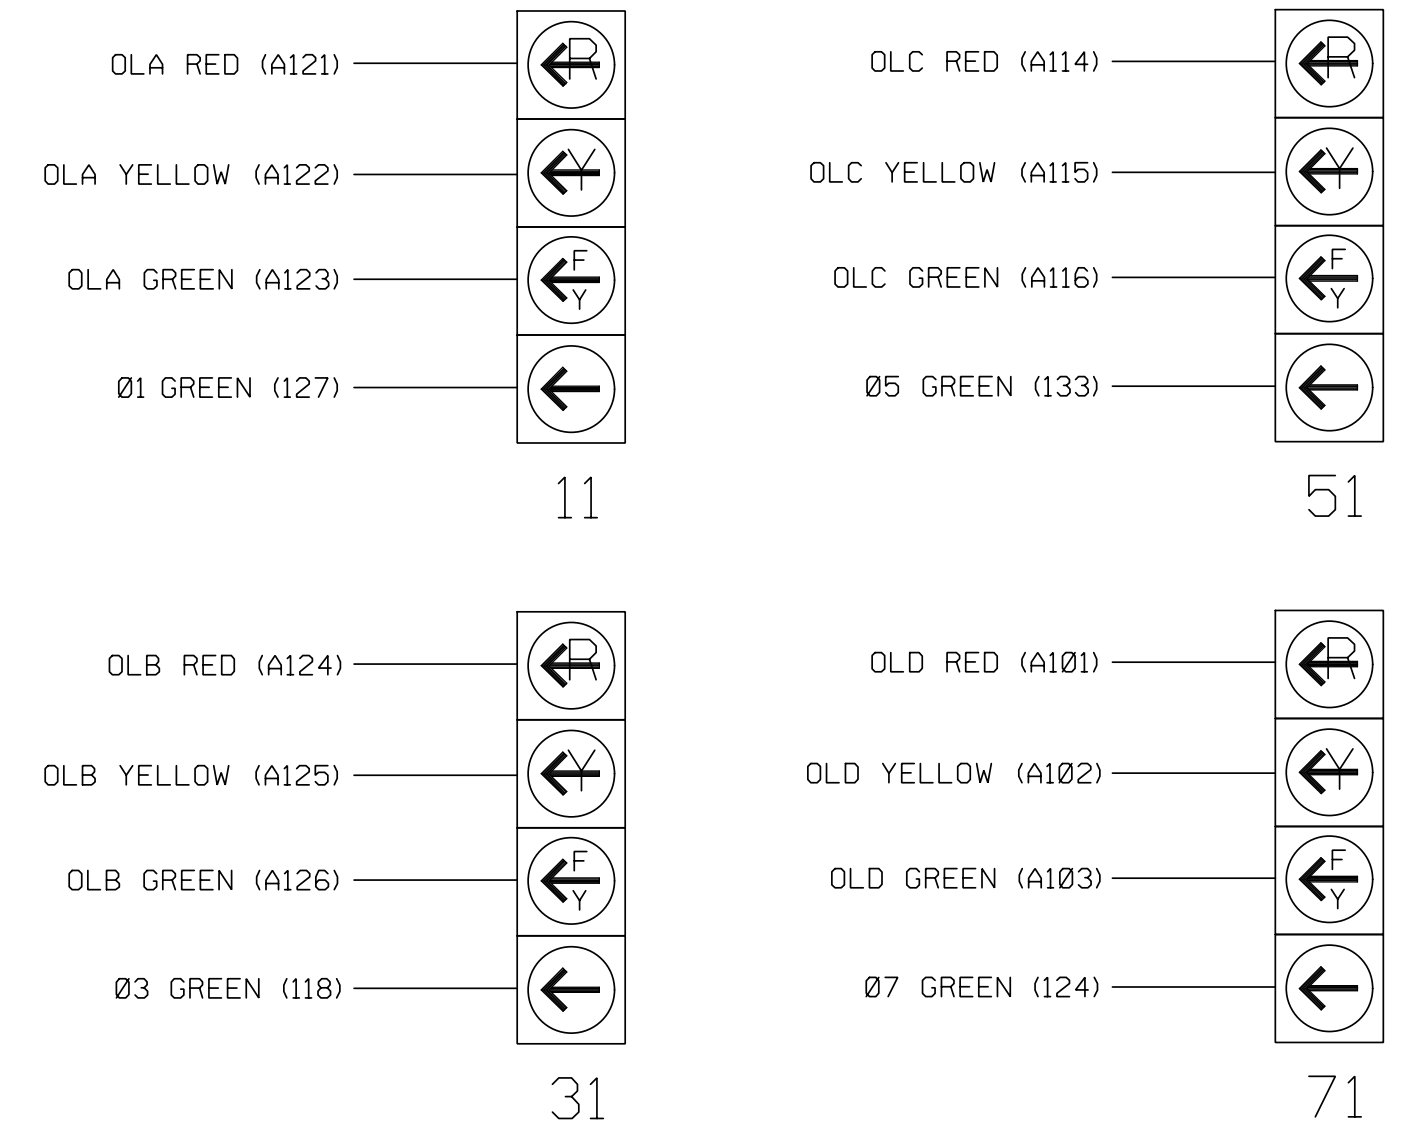 OLA RED (A121)
R
OLA YELLOW (A122)
Y
OLA GREEN (A123)
F
Y
Ø1 GREEN (127)
11
OLC RED (A114)
R
OLC YELLOW (A115)
Y
OLC GREEN (A116)
F
Y
Ø5 GREEN (133)
51
OLB RED (A124)
R
OLB YELLOW (A125)
Y
OLB GREEN (A126)
F
Y
Ø3 GREEN (118)
31
OLD RED (A1Ø1)
R
OLD YELLOW (A1Ø2)
Y
OLD GREEN (A1Ø3)
F
Y
Ø7 GREEN (124)
71